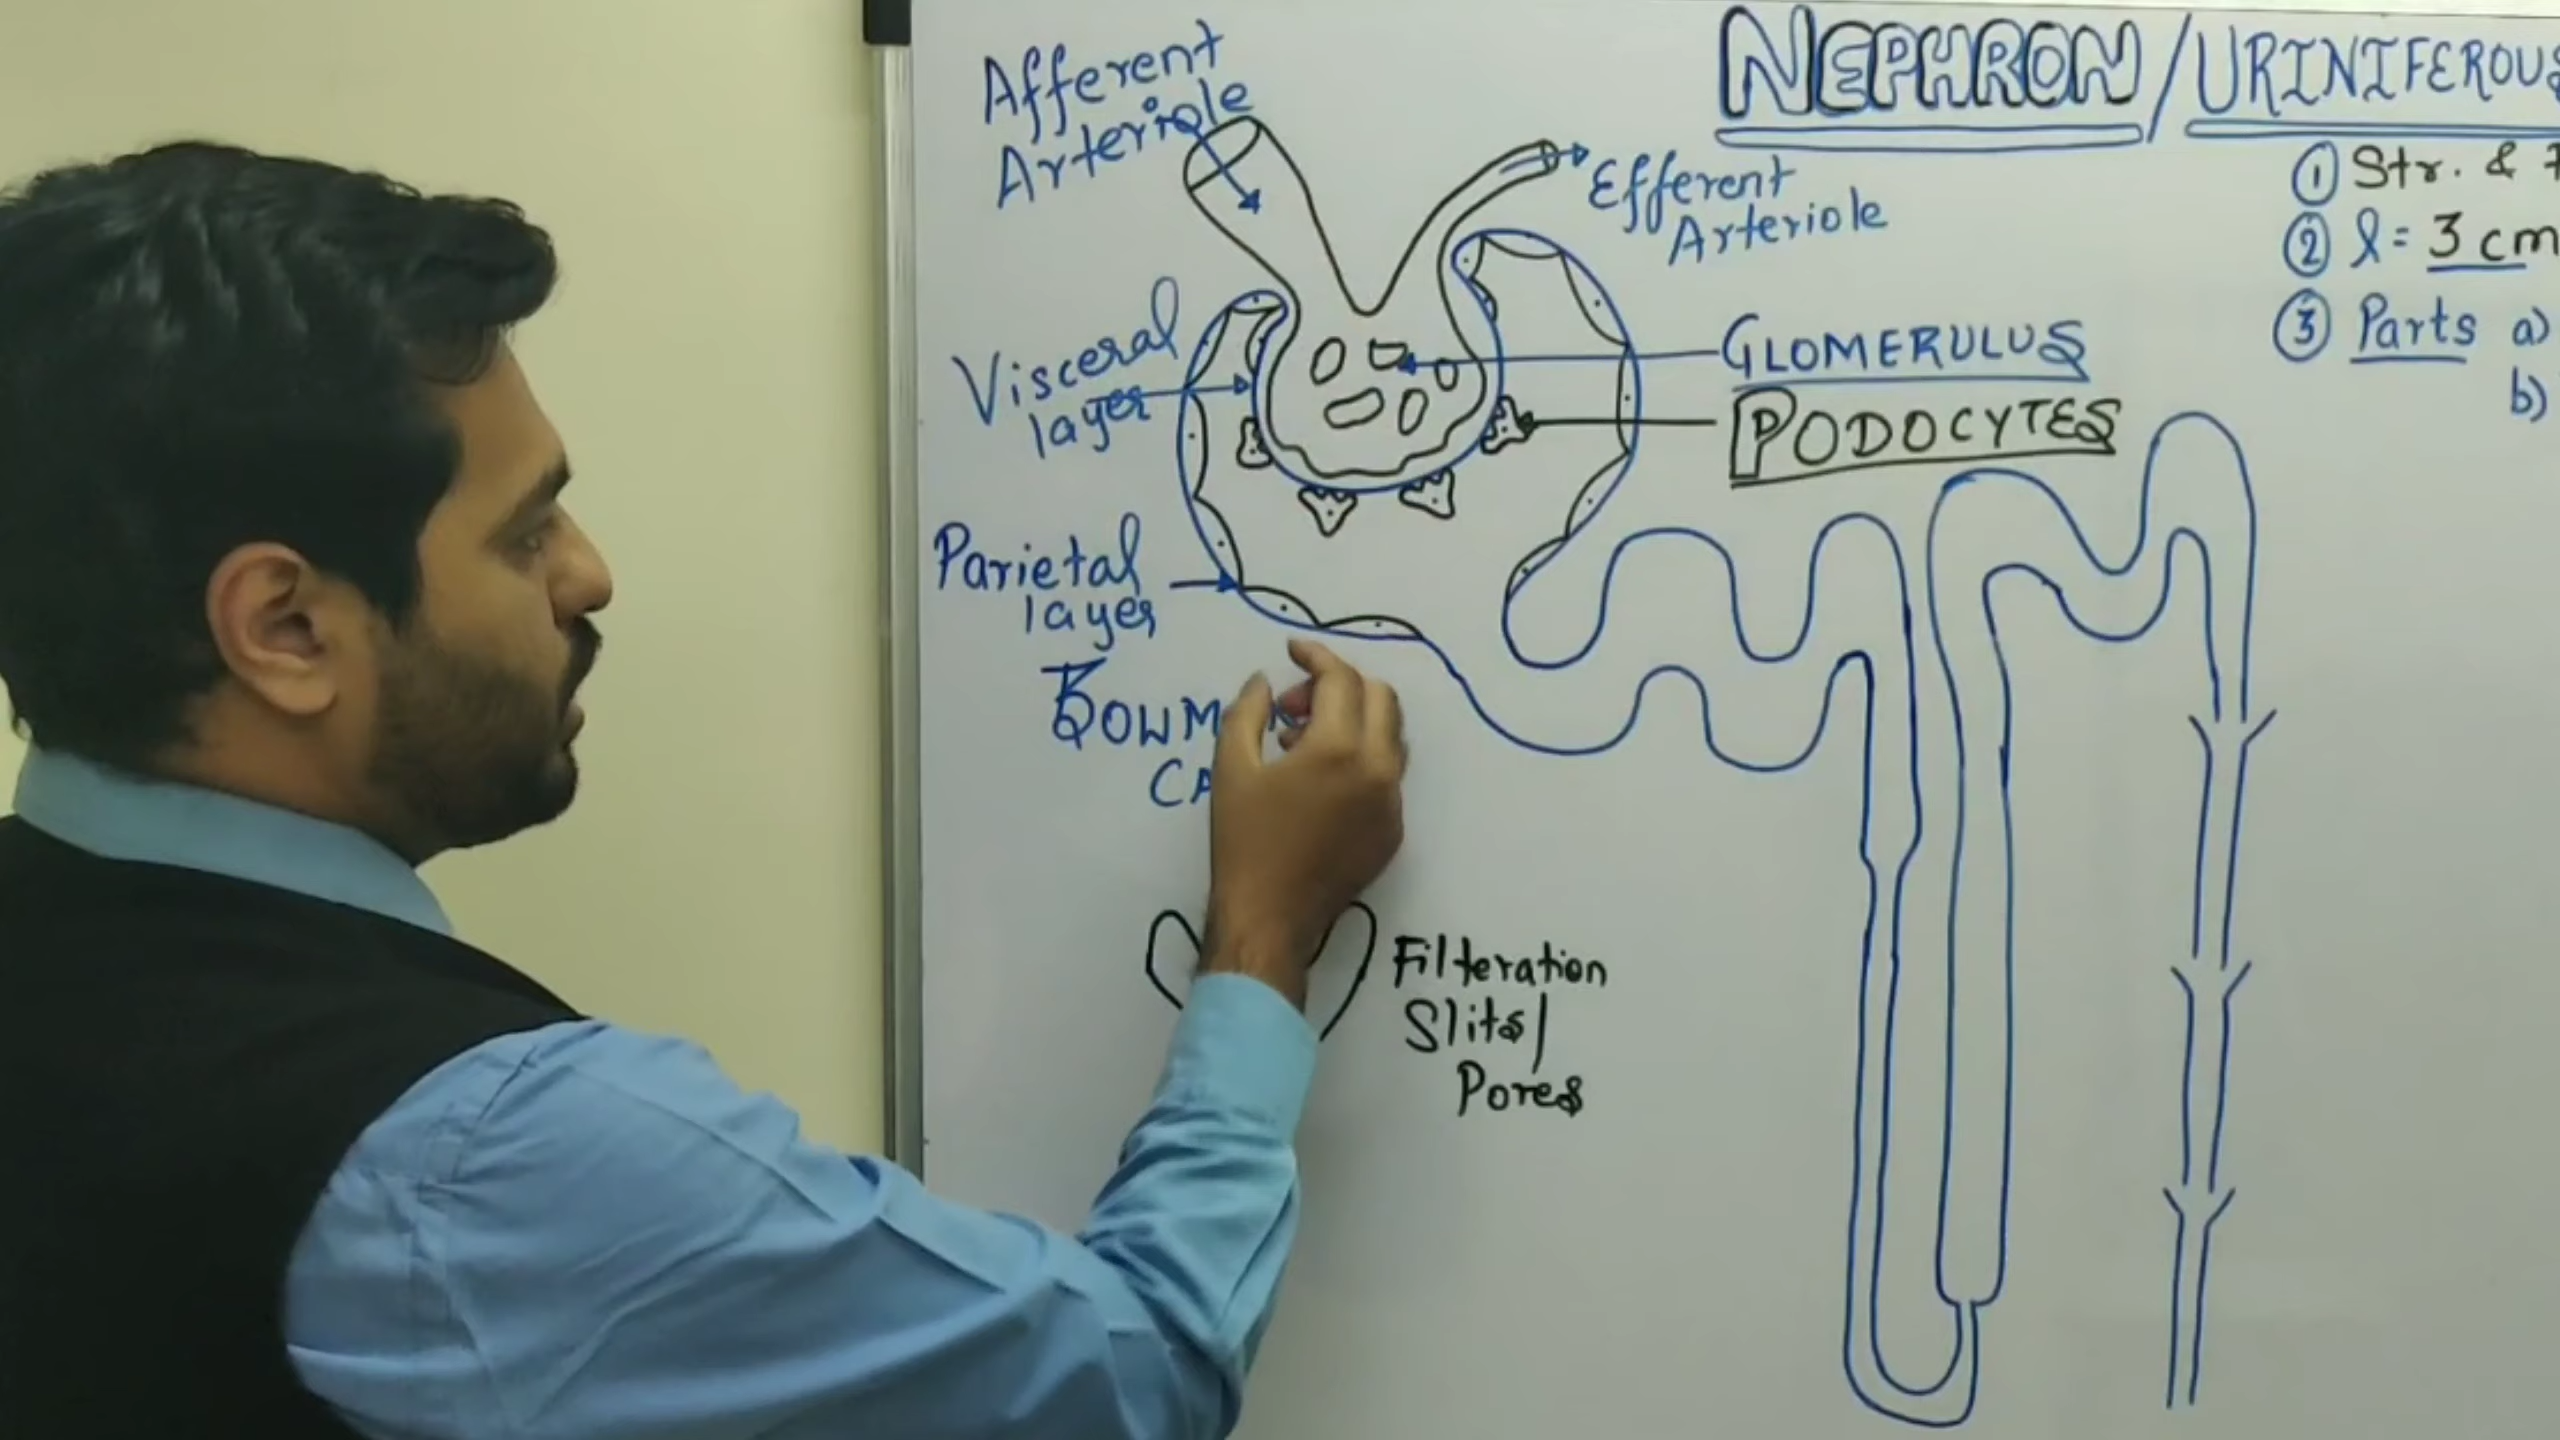 NEPHRON/URINIFEROUS
Afferent
Arteriole
Efferent
Arteriole
① Str. &
② l = 3 cm
③ Parts a)
b)
Visceral
layer
GLOMERULUS
PODOCYTES
Parietal
layer
Filteration
Slits/
Pores